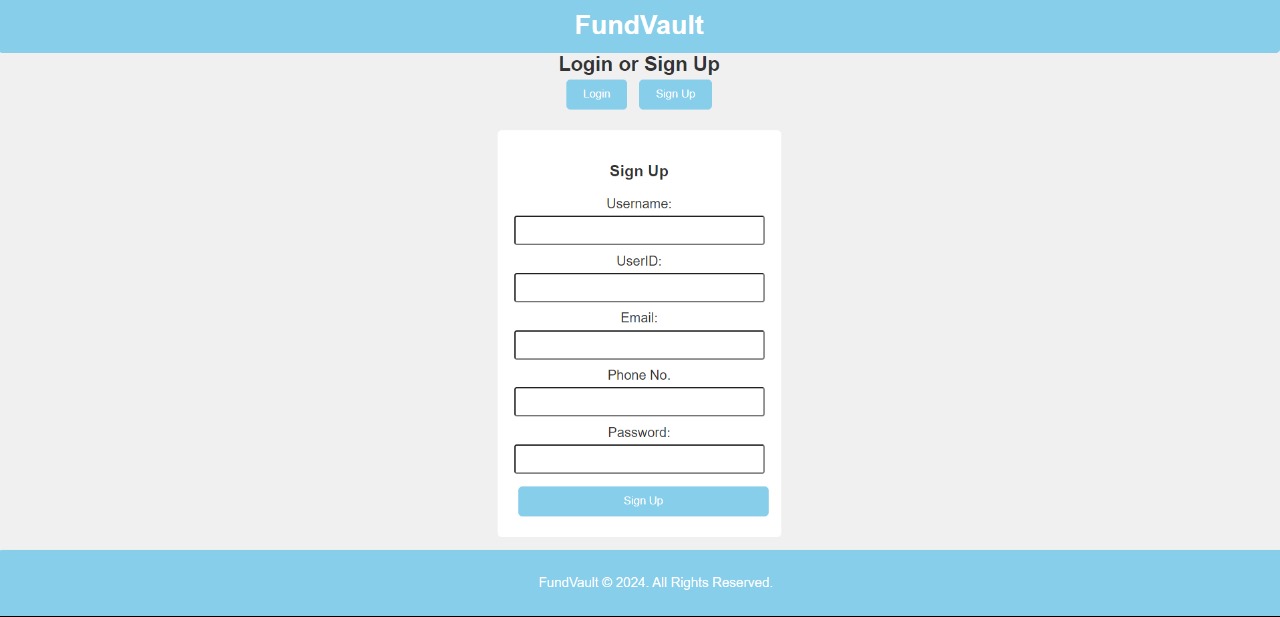 FundVault
Login or Sign Up
Login Sign Up
Sign Up
Username:
UserID:
Email:
Phone No.
Password:
Sign Up
FundVault © 2024. All Rights Reserved.